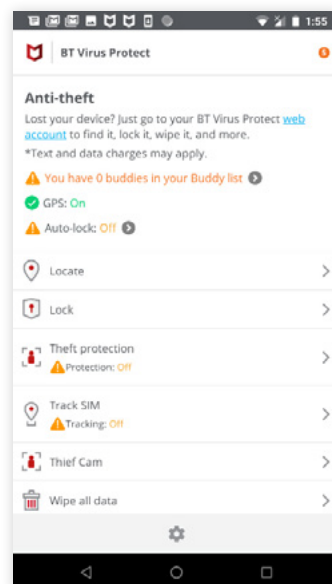 1:55
BT Virus Protect
Anti-theft
Lost your device? Just go to your BT Virus Protect web
account to find it, lock it, wipe it, and more.
*Text and data charges may apply.
You have 0 buddies in your Buddy list
GPS: On
Auto-lock: Off
Locate
Lock
Theft protection
Protection: Off
Track SIM
Tracking: Off
Thief Cam
Wipe all data